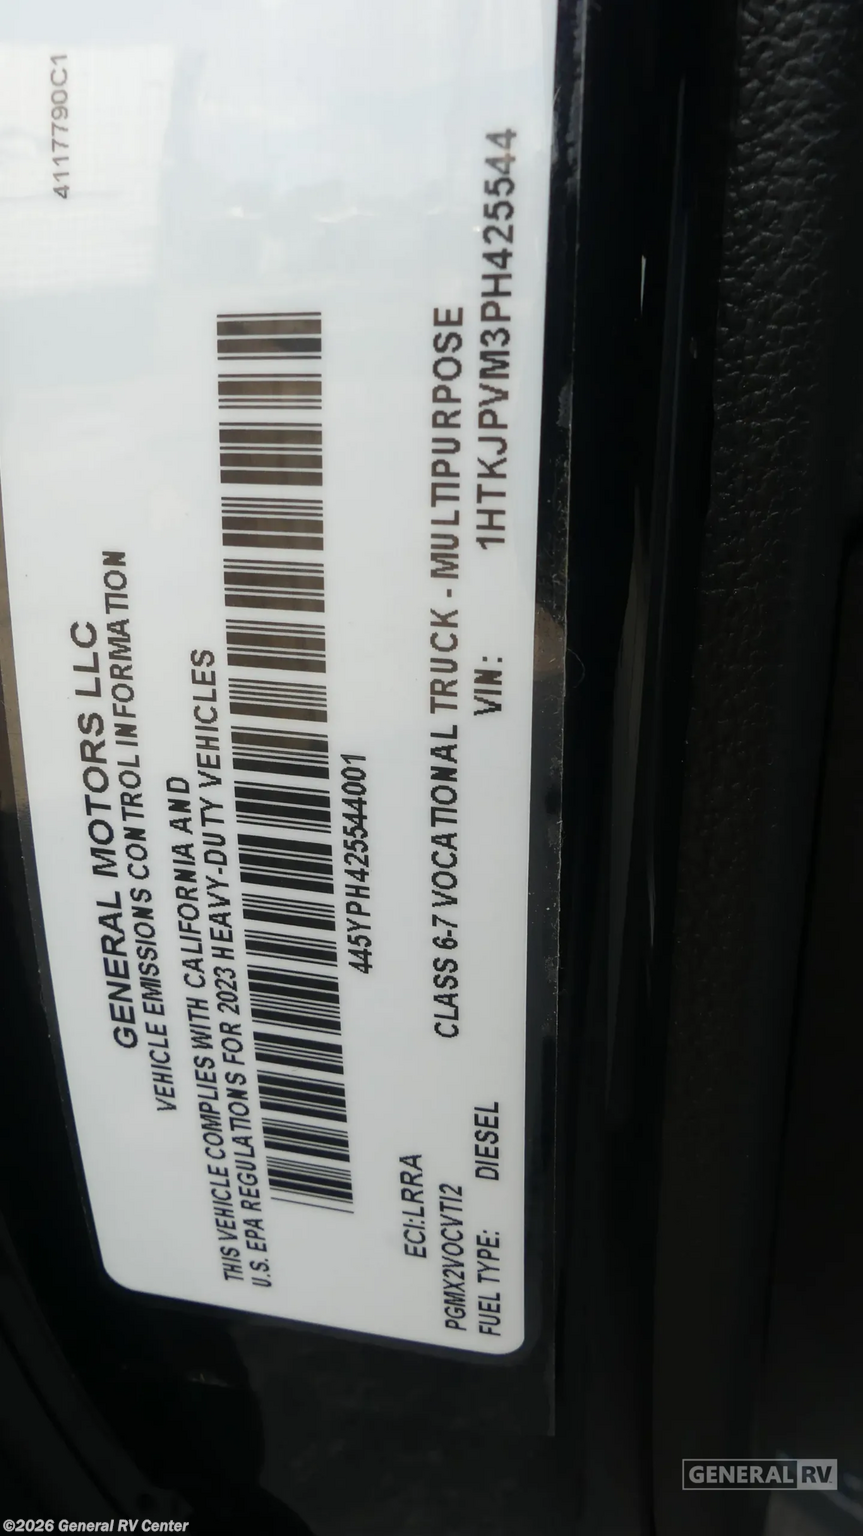 4117790C1
GENERAL MOTORS LLC
VEHICLE EMISSIONS CONTROL INFORMATION
THIS VEHICLE COMPLIES WITH CALIFORNIA AND
U.S. EPA REGULATIONS FOR 2023 HEAVY-DUTY VEHICLES
445YPH425544001
ECI:LRRA
PGMX2VOCVTI2 CLASS 6-7 VOCATIONAL TRUCK - MULTIPURPOSE
FUEL TYPE: DIESEL VIN: 1HTKJPVM3PH425544
GENERAL RV
©2026 General RV Center